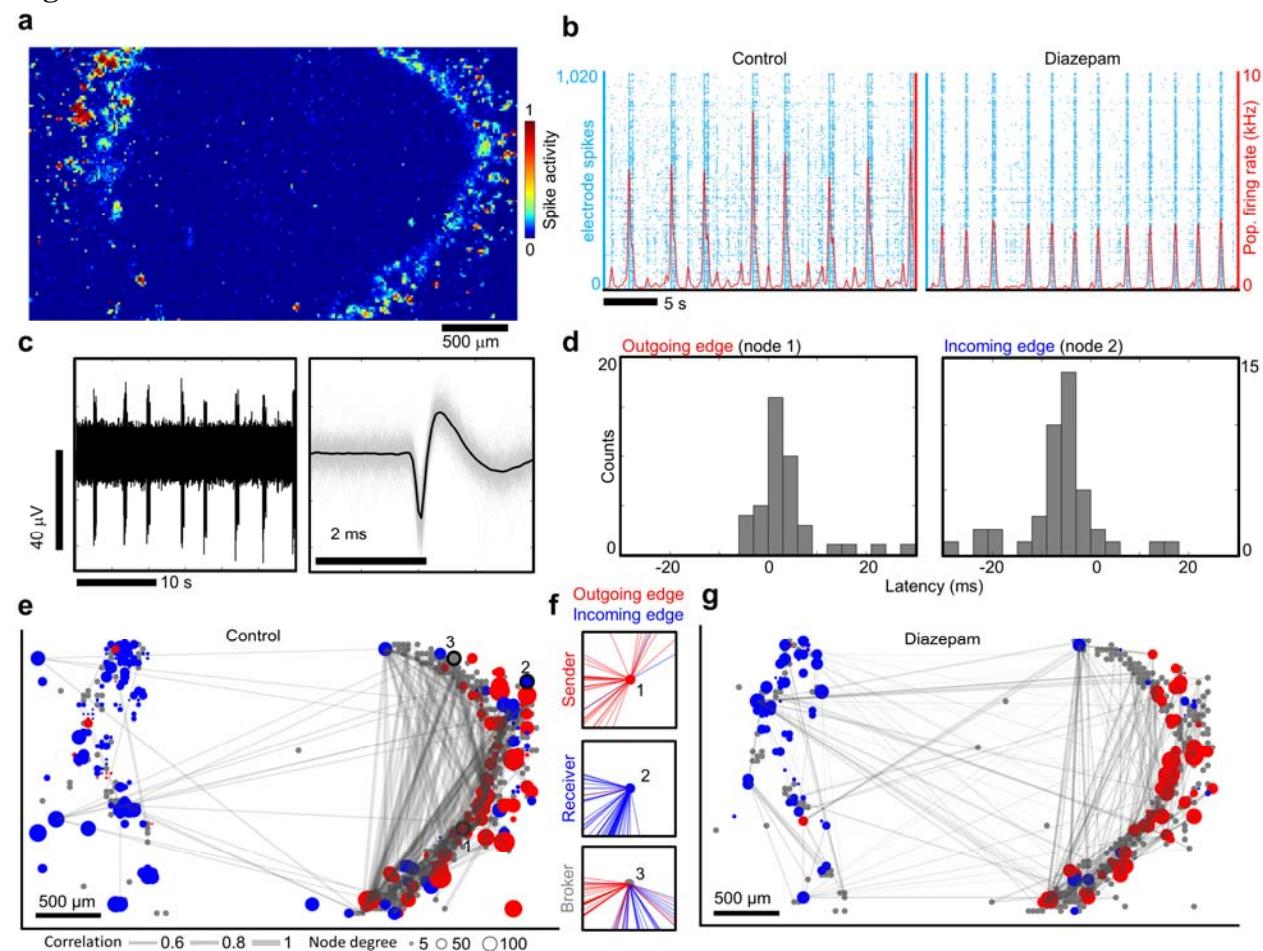 a
1
0
Spike activity
500 μm
b
Control
Diazepam
1,020
electrode spikes
0
10
Pop. firing rate (kHz)
0
5 s
c
40 μV
10 s
2 ms
d
Outgoing edge (node 1)
Incoming edge (node 2)
20
Counts
0
15
0
-20 0 20
-20 0 20
Latency (ms)
e
Control
3
2
1
500 μm
Correlation 0.6 0.8 1 Node degree 5 50 100
f
Outgoing edge
Incoming edge
Sender
1
Receiver
2
Broker
3
g
Diazepam
500 μm